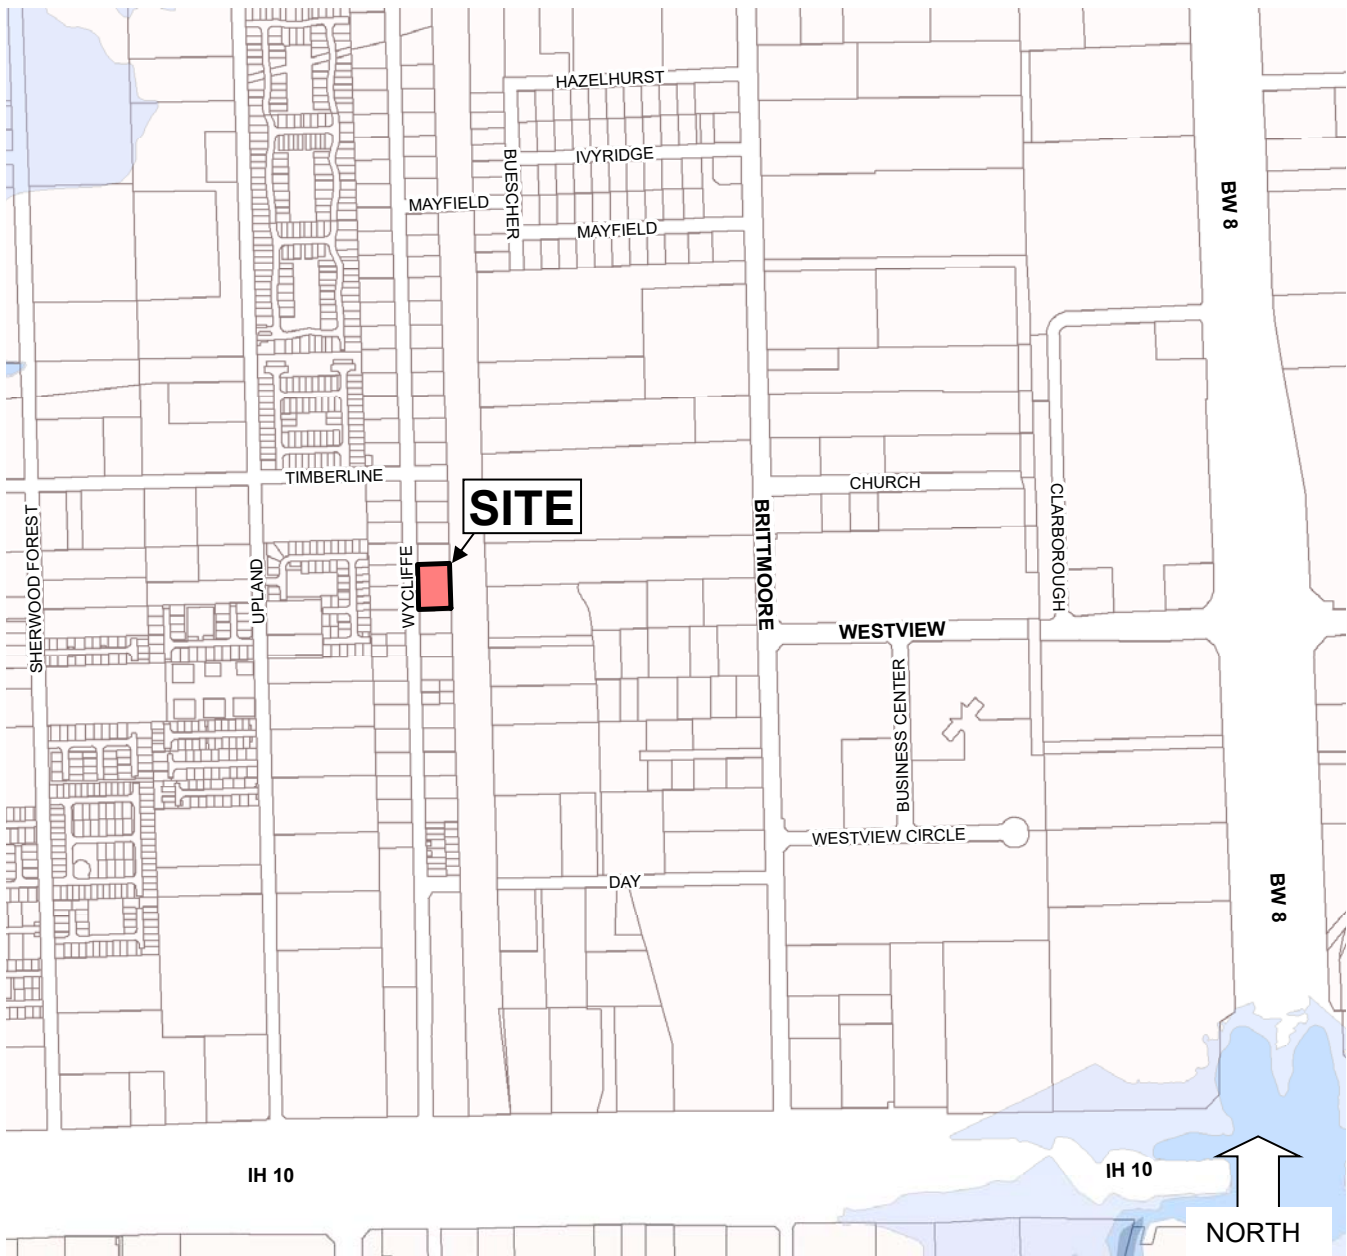 HAZELHURST
IVYRIDGE
BUESCHER
MAYFIELD
MAYFIELD
BW 8
TIMBERLINE
SITE
CHURCH
CLARBOROUGH
BRITTMOORE
SHERWOOD FOREST
UPLAND
WYCLIFFE
WESTVIEW
BUSINESS CENTER
WESTVIEW CIRCLE
DAY
BW 8
IH 10
IH 10
NORTH